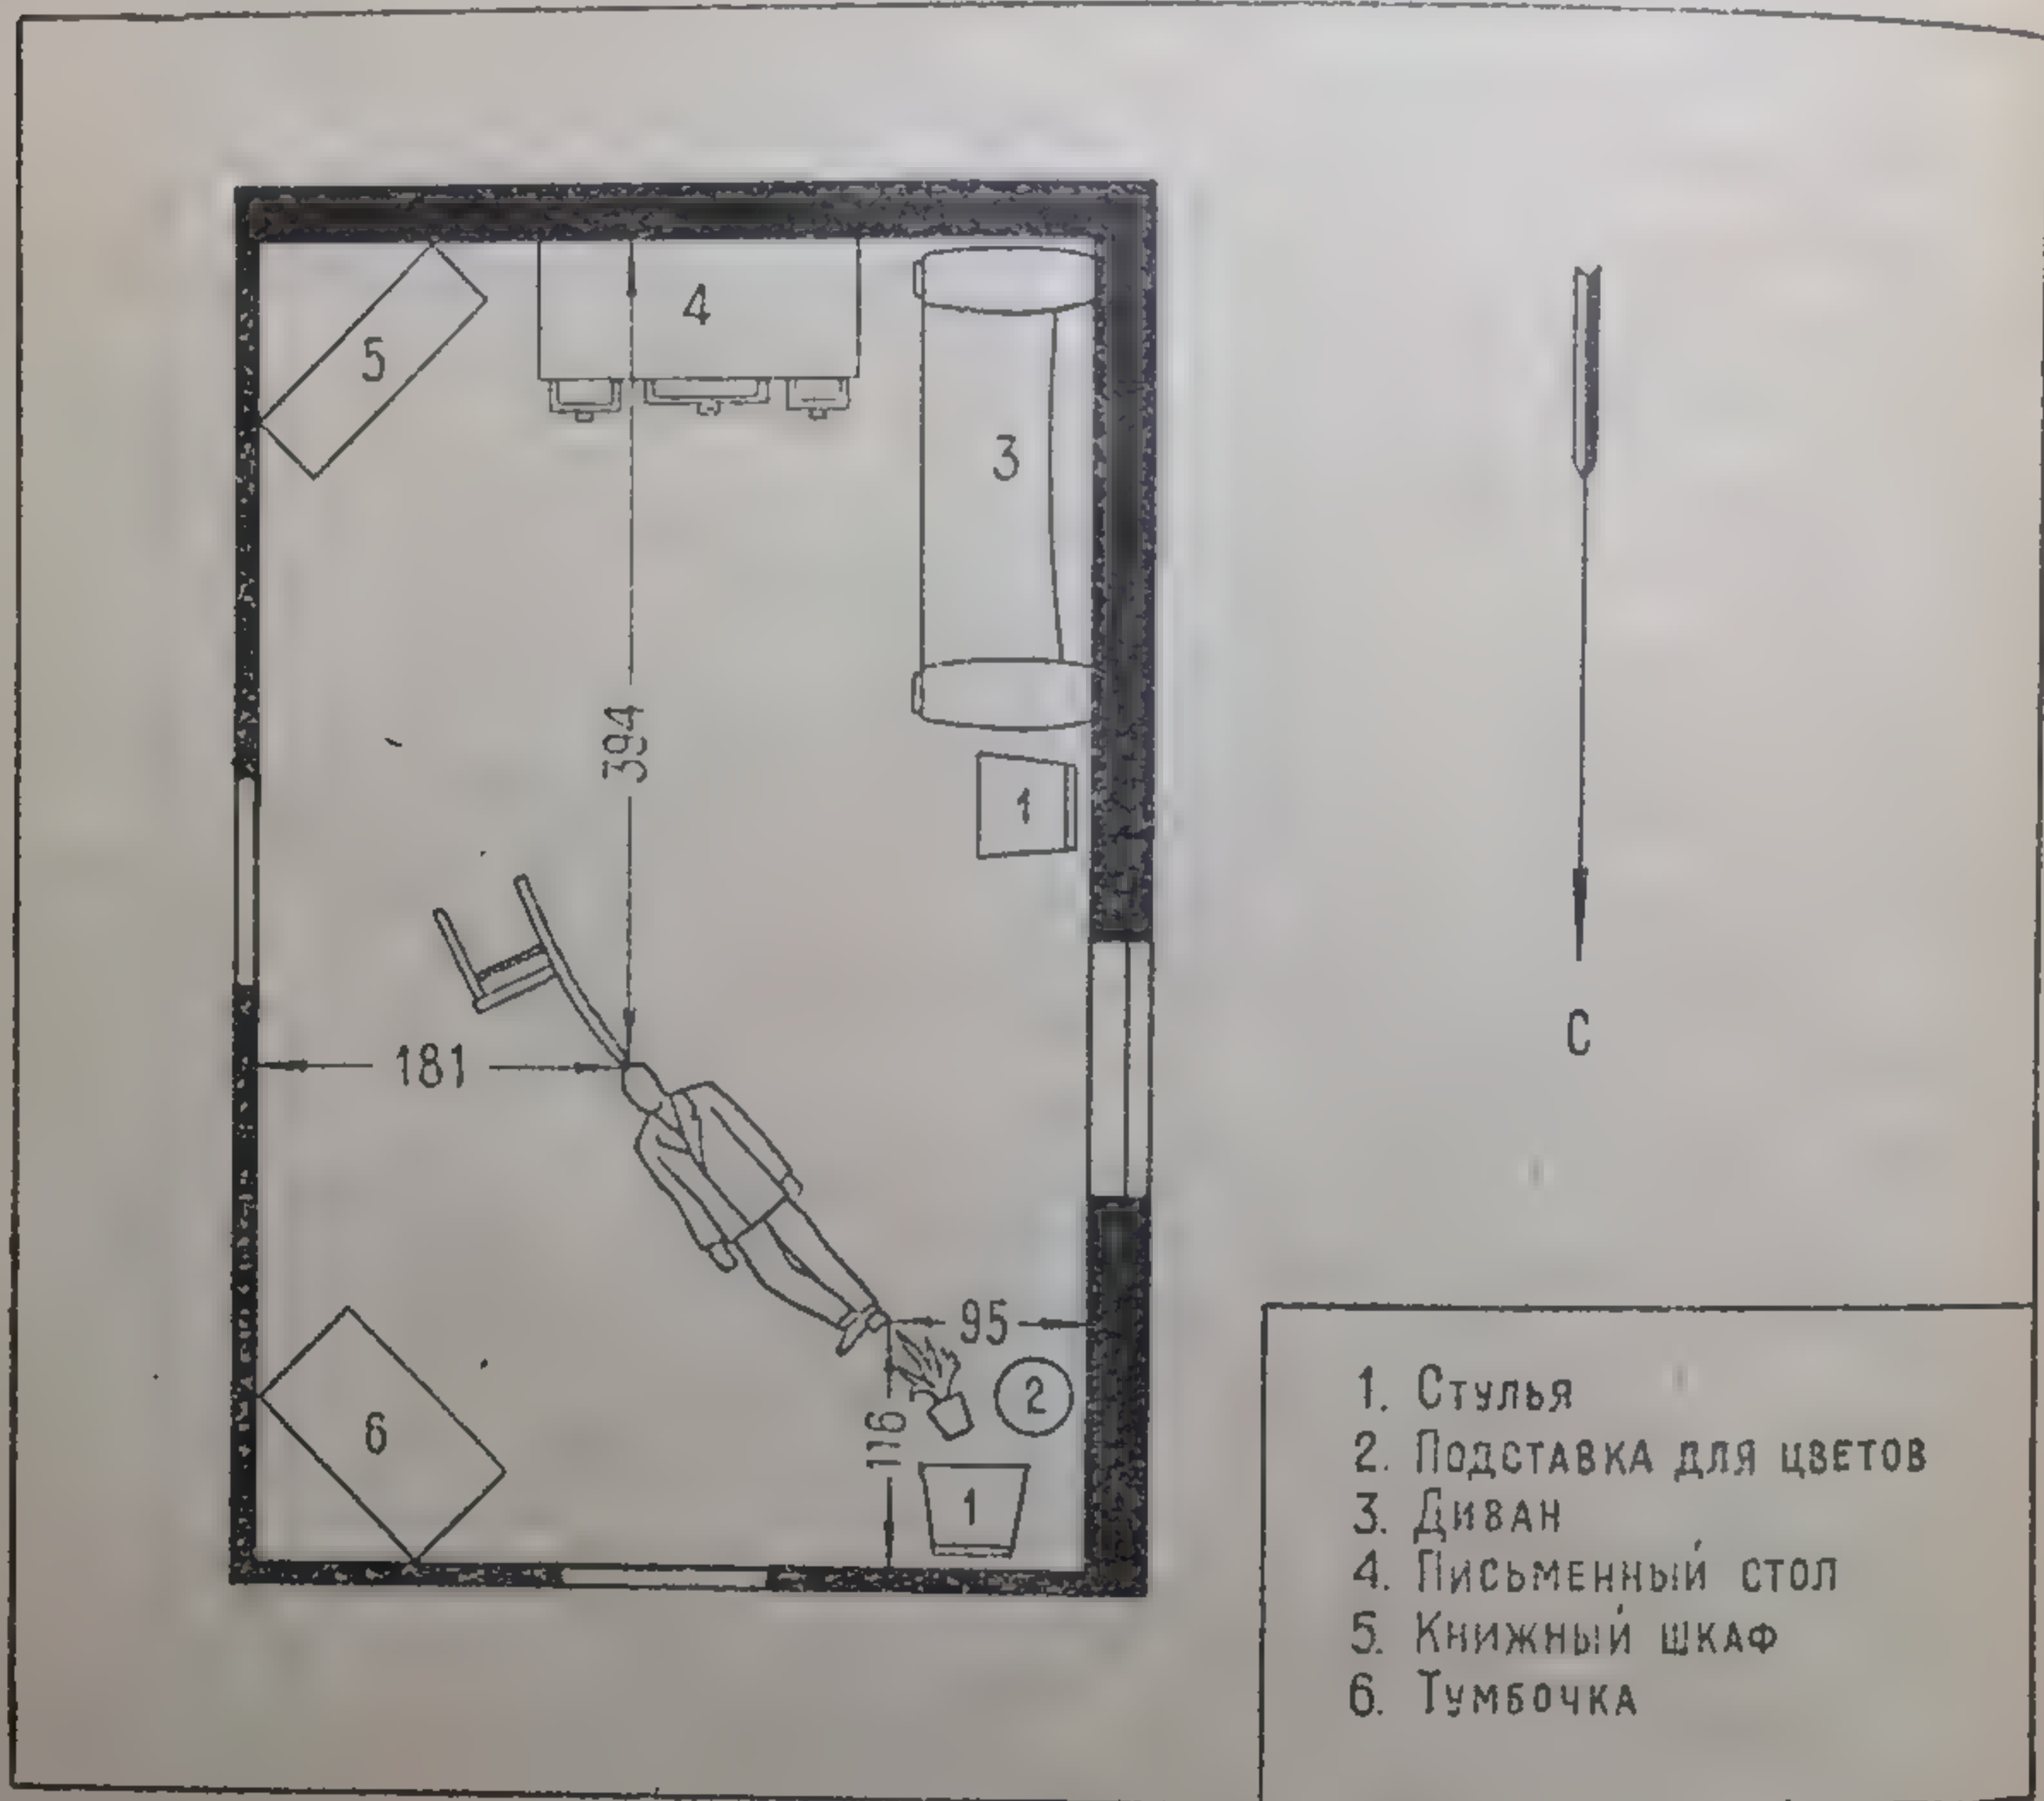 5
4
3
394
1
181
С
95
2
116
6
1
1. Стулья
2. Подставка для цветов
3. Диван
4. Письменный стол
5. Книжный шкаф
6. Тумбочка